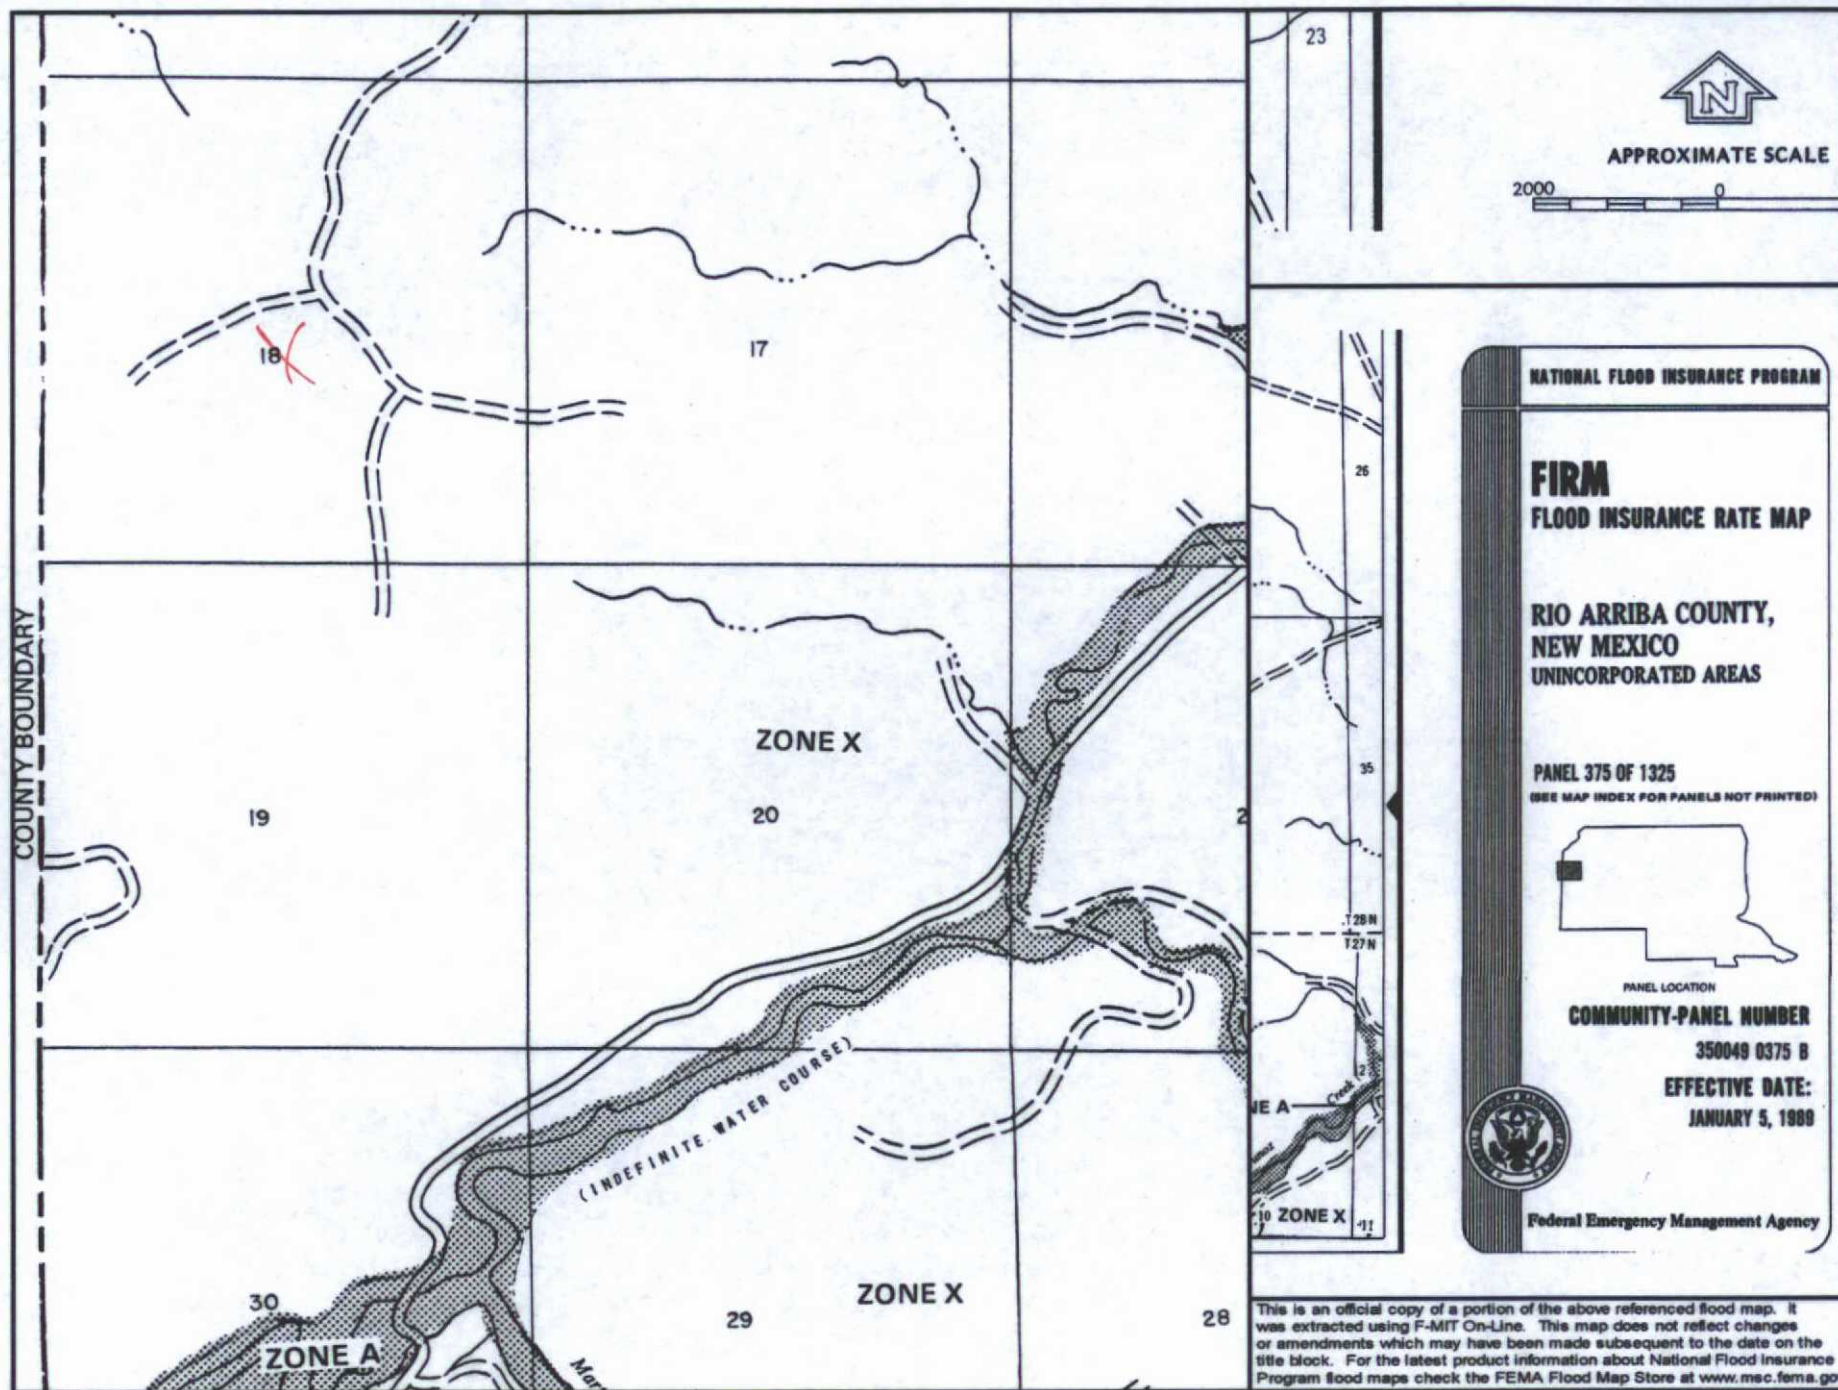 23
N
APPROXIMATE SCALE
2000 0
18
17
26
NATIONAL FLOOD INSURANCE PROGRAM
FIRM
FLOOD INSURANCE RATE MAP
RIO ARRIBA COUNTY,
NEW MEXICO
UNINCORPORATED AREAS
COUNTY BOUNDARY
ZONE X
35
PANEL 375 OF 1325
(SEE MAP INDEX FOR PANELS NOT PRINTED)
19
20
2
T28N
T27N
PANEL LOCATION
COMMUNITY-PANEL NUMBER
350049 0375 B
EFFECTIVE DATE:
JANUARY 5, 1989
(INDEFINITE WATER COURSE)
2
Creek
NE A
10 ZONE X 11
Federal Emergency Management Agency
ZONE X
30
29
28
ZONE A
Mar
This is an official copy of a portion of the above referenced flood map. It
was extracted using F-MIT On-Line. This map does not reflect changes
or amendments which may have been made subsequent to the date on the
title block. For the latest product information about National Flood Insurance
Program flood maps check the FEMA Flood Map Store at www.msc.fema.go